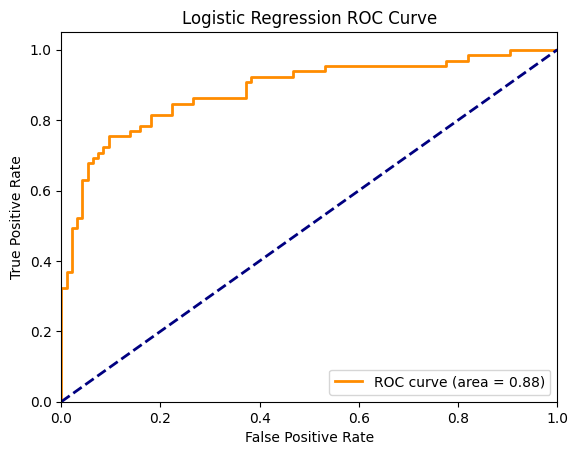 Logistic Regression ROC Curve
True Positive Rate
1.0
0.8
0.6
0.4
0.2
0.0
ROC curve (area = 0.88)
0.0 0.2 0.4 0.6 0.8 1.0
False Positive Rate